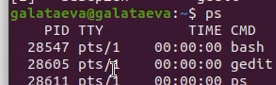 galataeva@galataeva:~$ ps
PID TTY TIME CMD
28547 pts/1 00:00:00 bash
28605 pts/1 00:00:00 gedit
28611 pts/1 00:00:00 ps